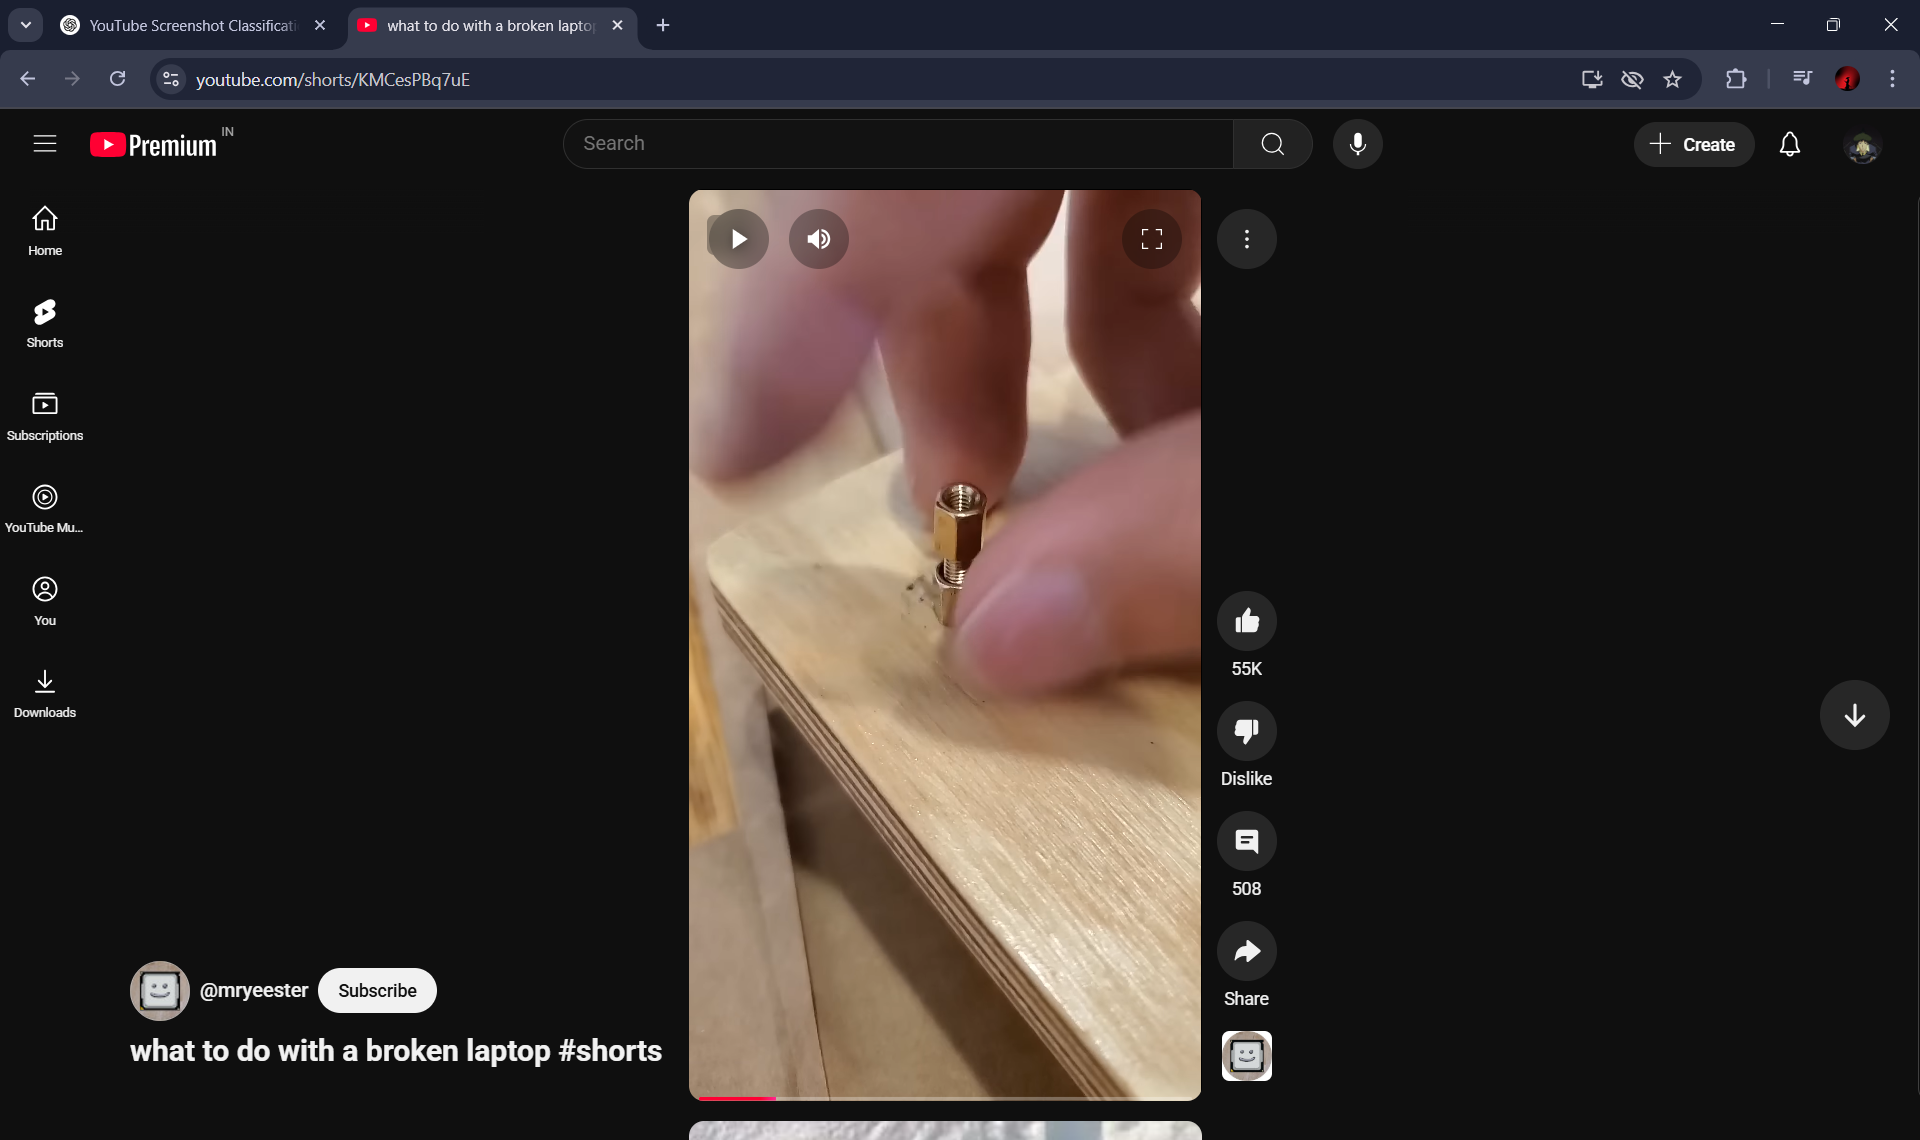 YouTube Screenshot Classificati
what to do with a broken lapto
youtube.com/shorts/KMCesPBq7uE
Premium IN
Search
Create
Home
Shorts
Subscriptions
YouTube Mu...
You
Downloads
55K
Dislike
508
Share
@mryeester
Subscribe
what to do with a broken laptop #shorts